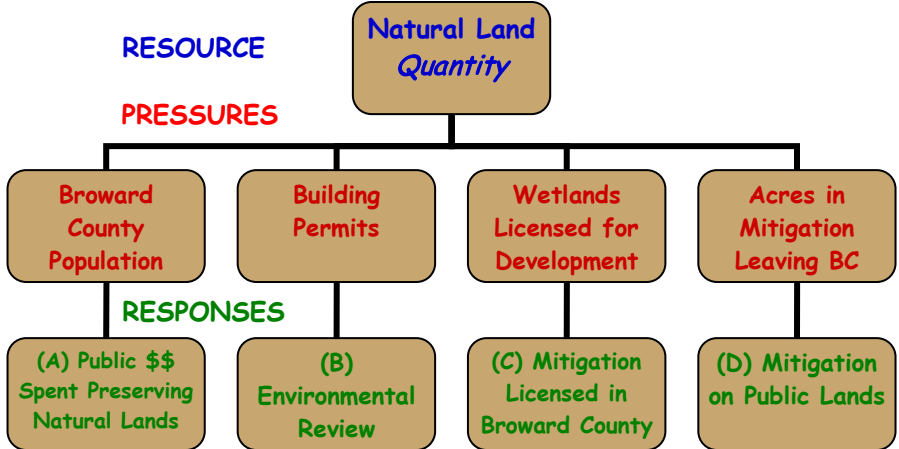 RESOURCE
Natural Land
Quantity
PRESSURES
Broward
County
Population
Building
Permits
Wetlands
Licensed for
Development
Acres in
Mitigation
Leaving BC
RESPONSES
(A) Public $$
Spent Preserving
Natural Lands
(B)
Environmental
Review
(C) Mitigation
Licensed in
Broward County
(D) Mitigation
on Public Lands